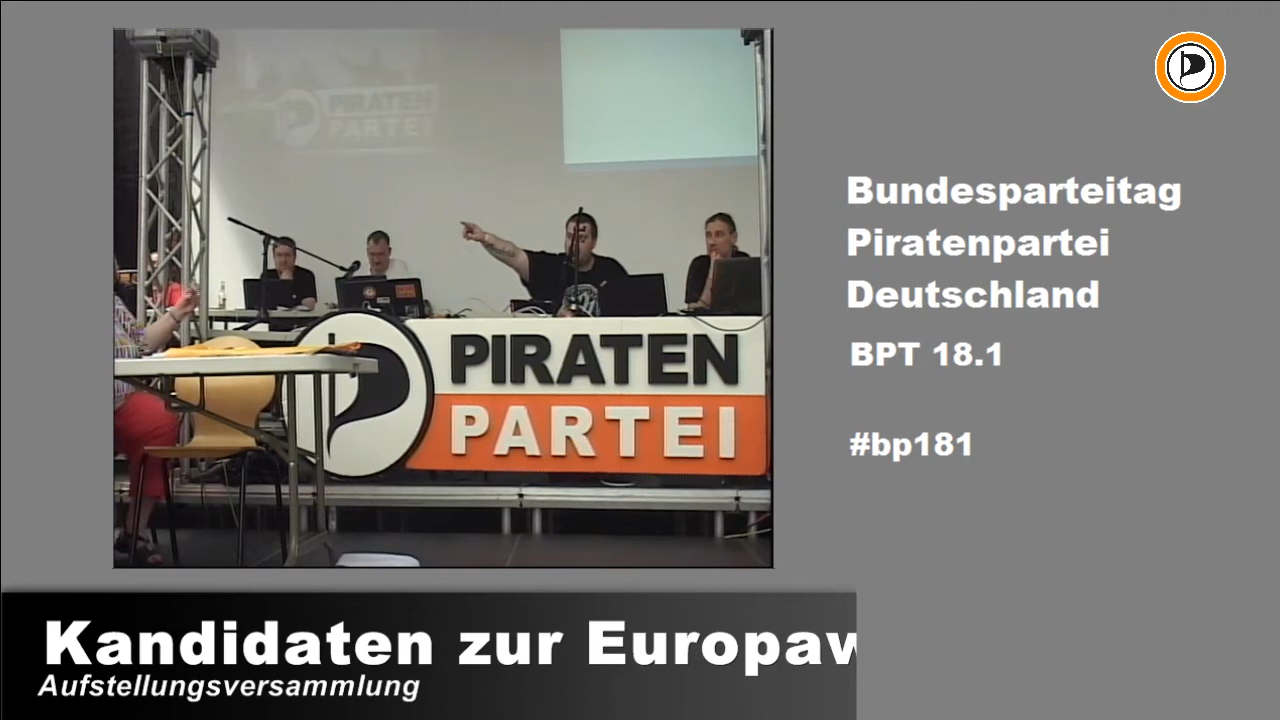 PIRATEN
PARTEI
PIRATEN
PARTEI
Bundesparteitag
Piratenpartei
Deutschland
BPT 18.1
#bp181
Kandidaten zur Europaw
Aufstellungsversammlung